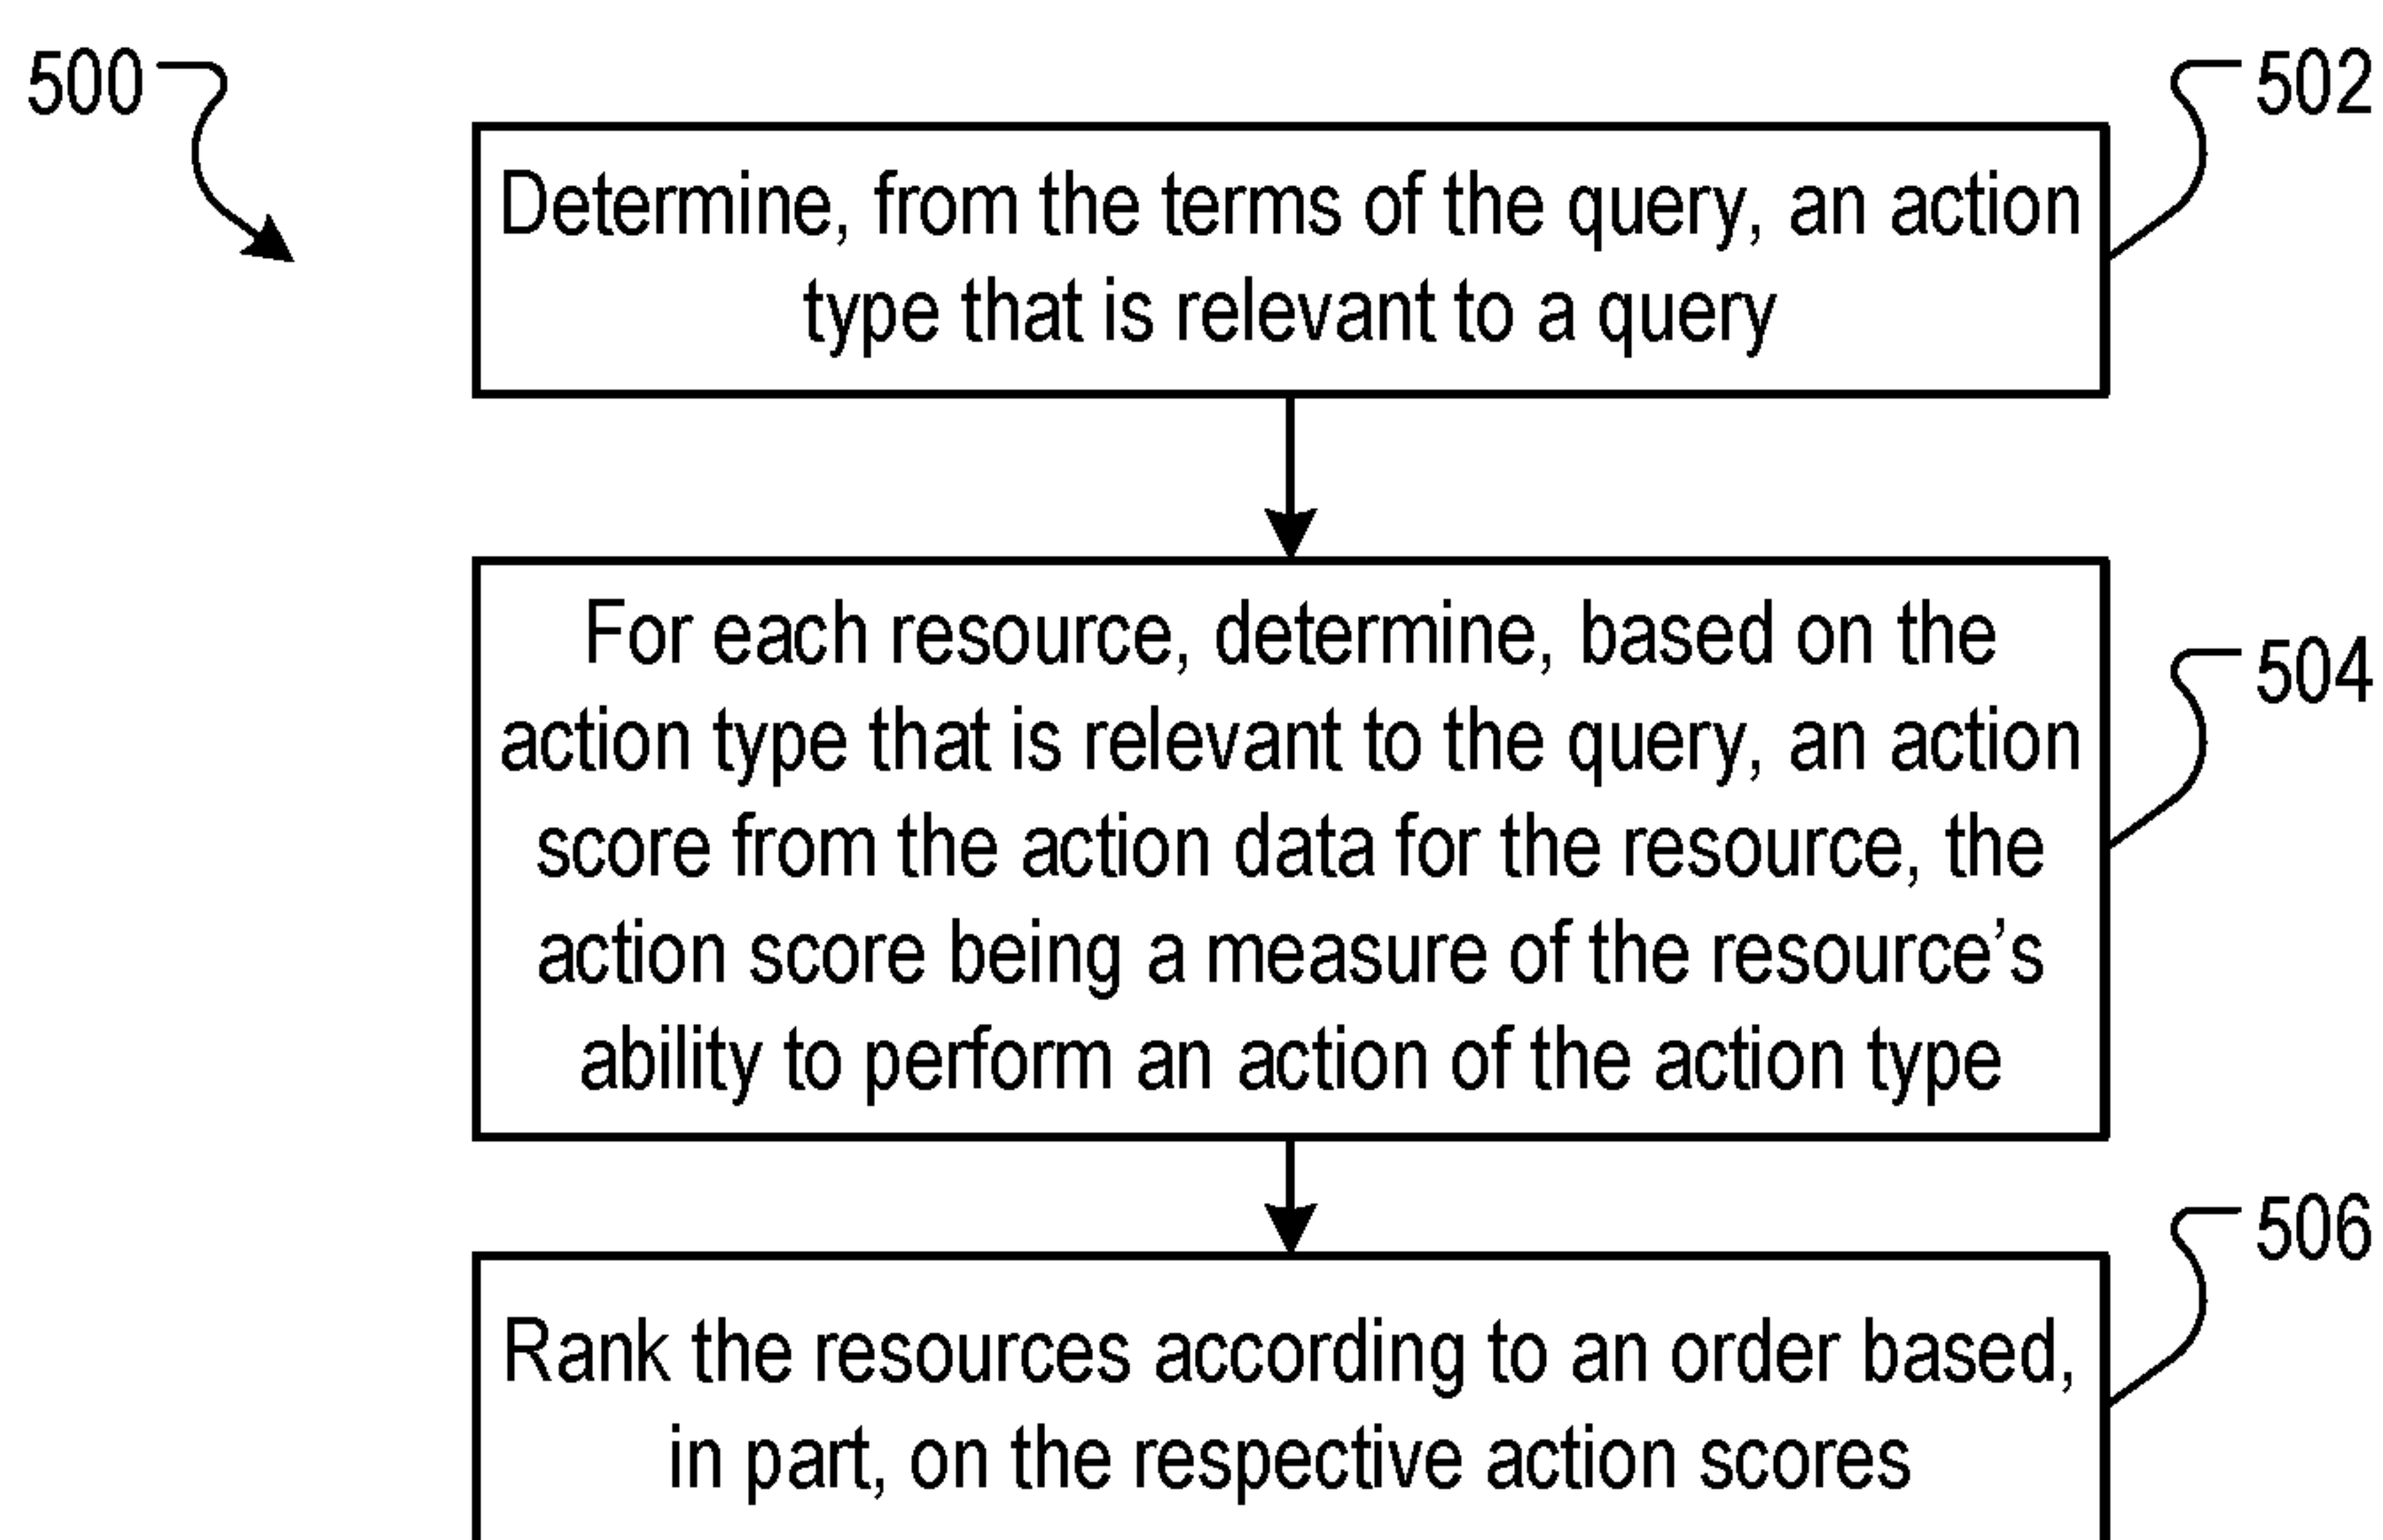 500
502
Determine, from the terms of the query, an action
type that is relevant to a query
For each resource, determine, based on the
action type that is relevant to the query, an action
score from the action data for the resource, the
action score being a measure of the resource’s
ability to perform an action of the action type
504
Rank the resources according to an order based,
in part, on the respective action scores
506